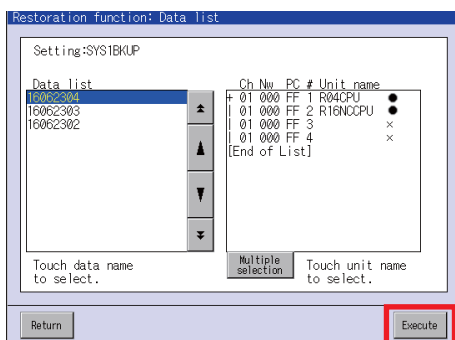 Restoration function: Data list
Setting:SYS1BKUP
Data list
16062304
16062303
16062302
Ch Nw PC # Unit name
+ 01 000 FF 1 R04CPU ●
| 01 000 FF 2 R16NCCPU ●
| 01 000 FF 3 ×
| 01 000 FF 4 ×
[End of List]
Touch data name
to select.
Multiple
selection
Touch unit name
to select.
Return
Execute